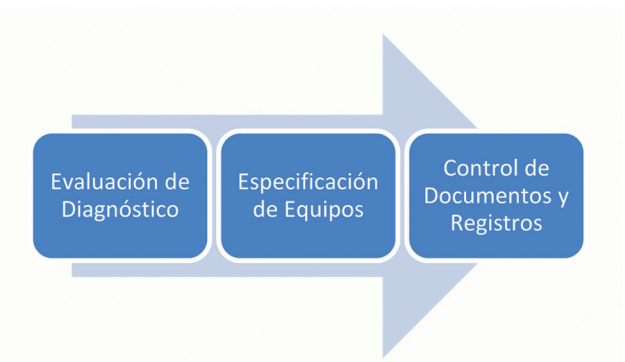 Evaluación de
Diagnóstico
Especificación
de Equipos
Control de
Documentos y
Registros